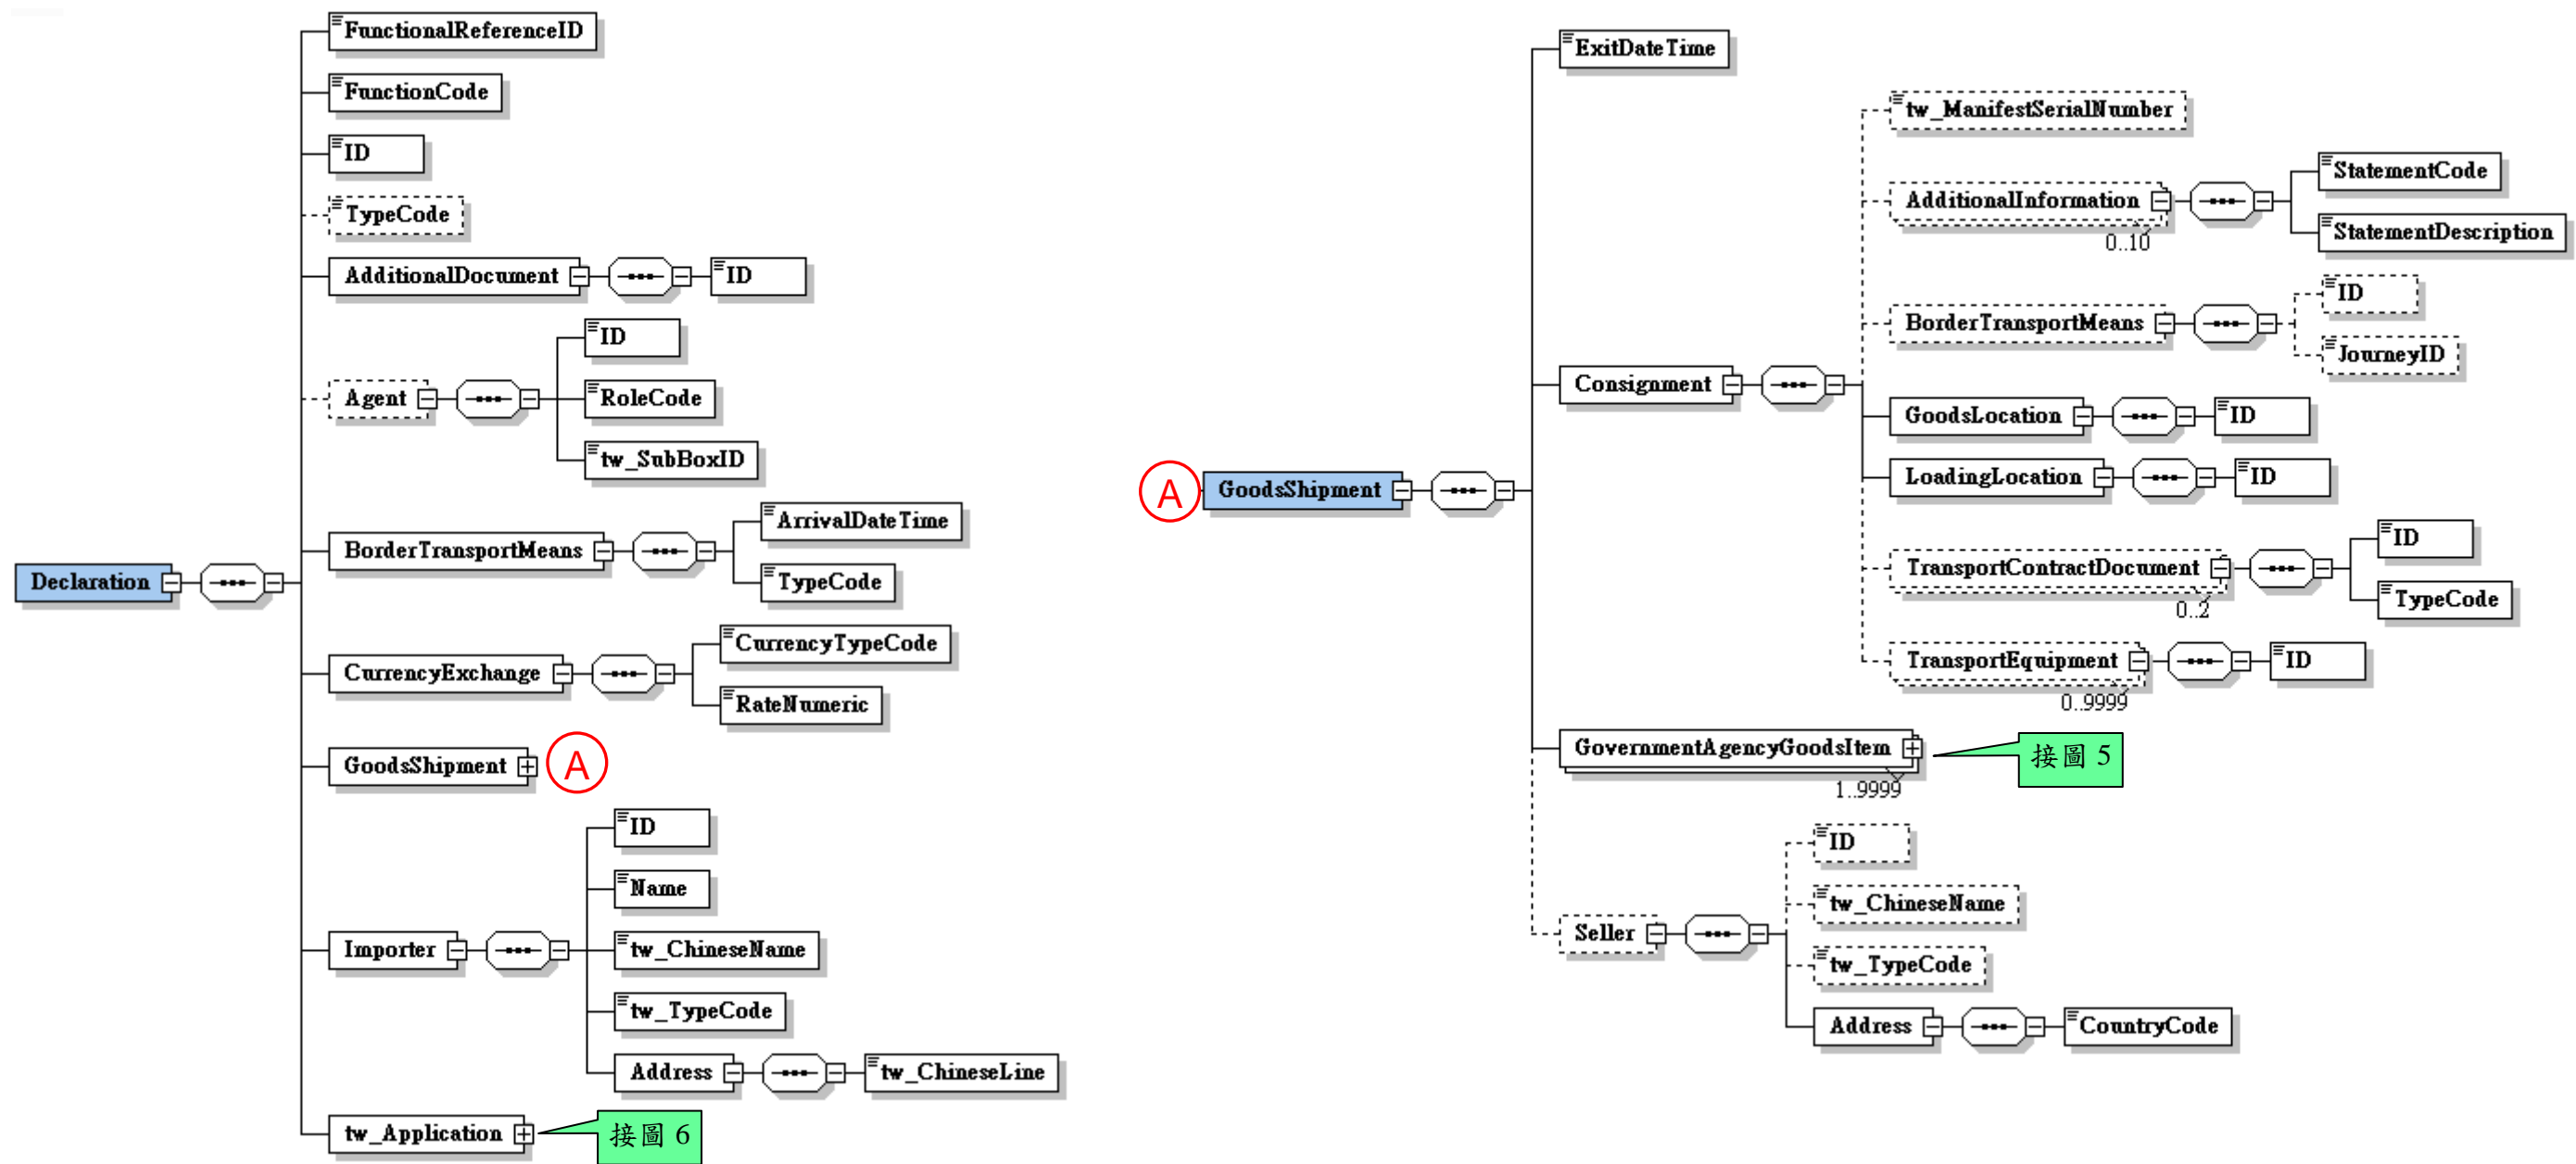 FunctionalReferenceID
FunctionCode
ID
TypeCode
AdditionalDocument
ID
Agent
ID
RoleCode
tw_SubBoxID
Declaration
BorderTransportMeans
ArrivalDateTime
TypeCode
CurrencyExchange
CurrencyTypeCode
RateNumeric
GoodsShipment
A
Importer
ID
Name
tw_ChineseName
tw_TypeCode
Address
tw_ChineseLine
tw_Application
接圖 6
A
GoodsShipment
ExitDateTime
Consignment
tw_ManifestSerialNumber
AdditionalInformation
0..10
StatementCode
StatementDescription
BorderTransportMeans
ID
JourneyID
GoodsLocation
ID
LoadingLocation
ID
TransportContractDocument
0..2
ID
TypeCode
TransportEquipment
0..9999
ID
GovernmentAgencyGoodsItem
1..9999
接圖 5
Seller
ID
tw_ChineseName
tw_TypeCode
Address
CountryCode